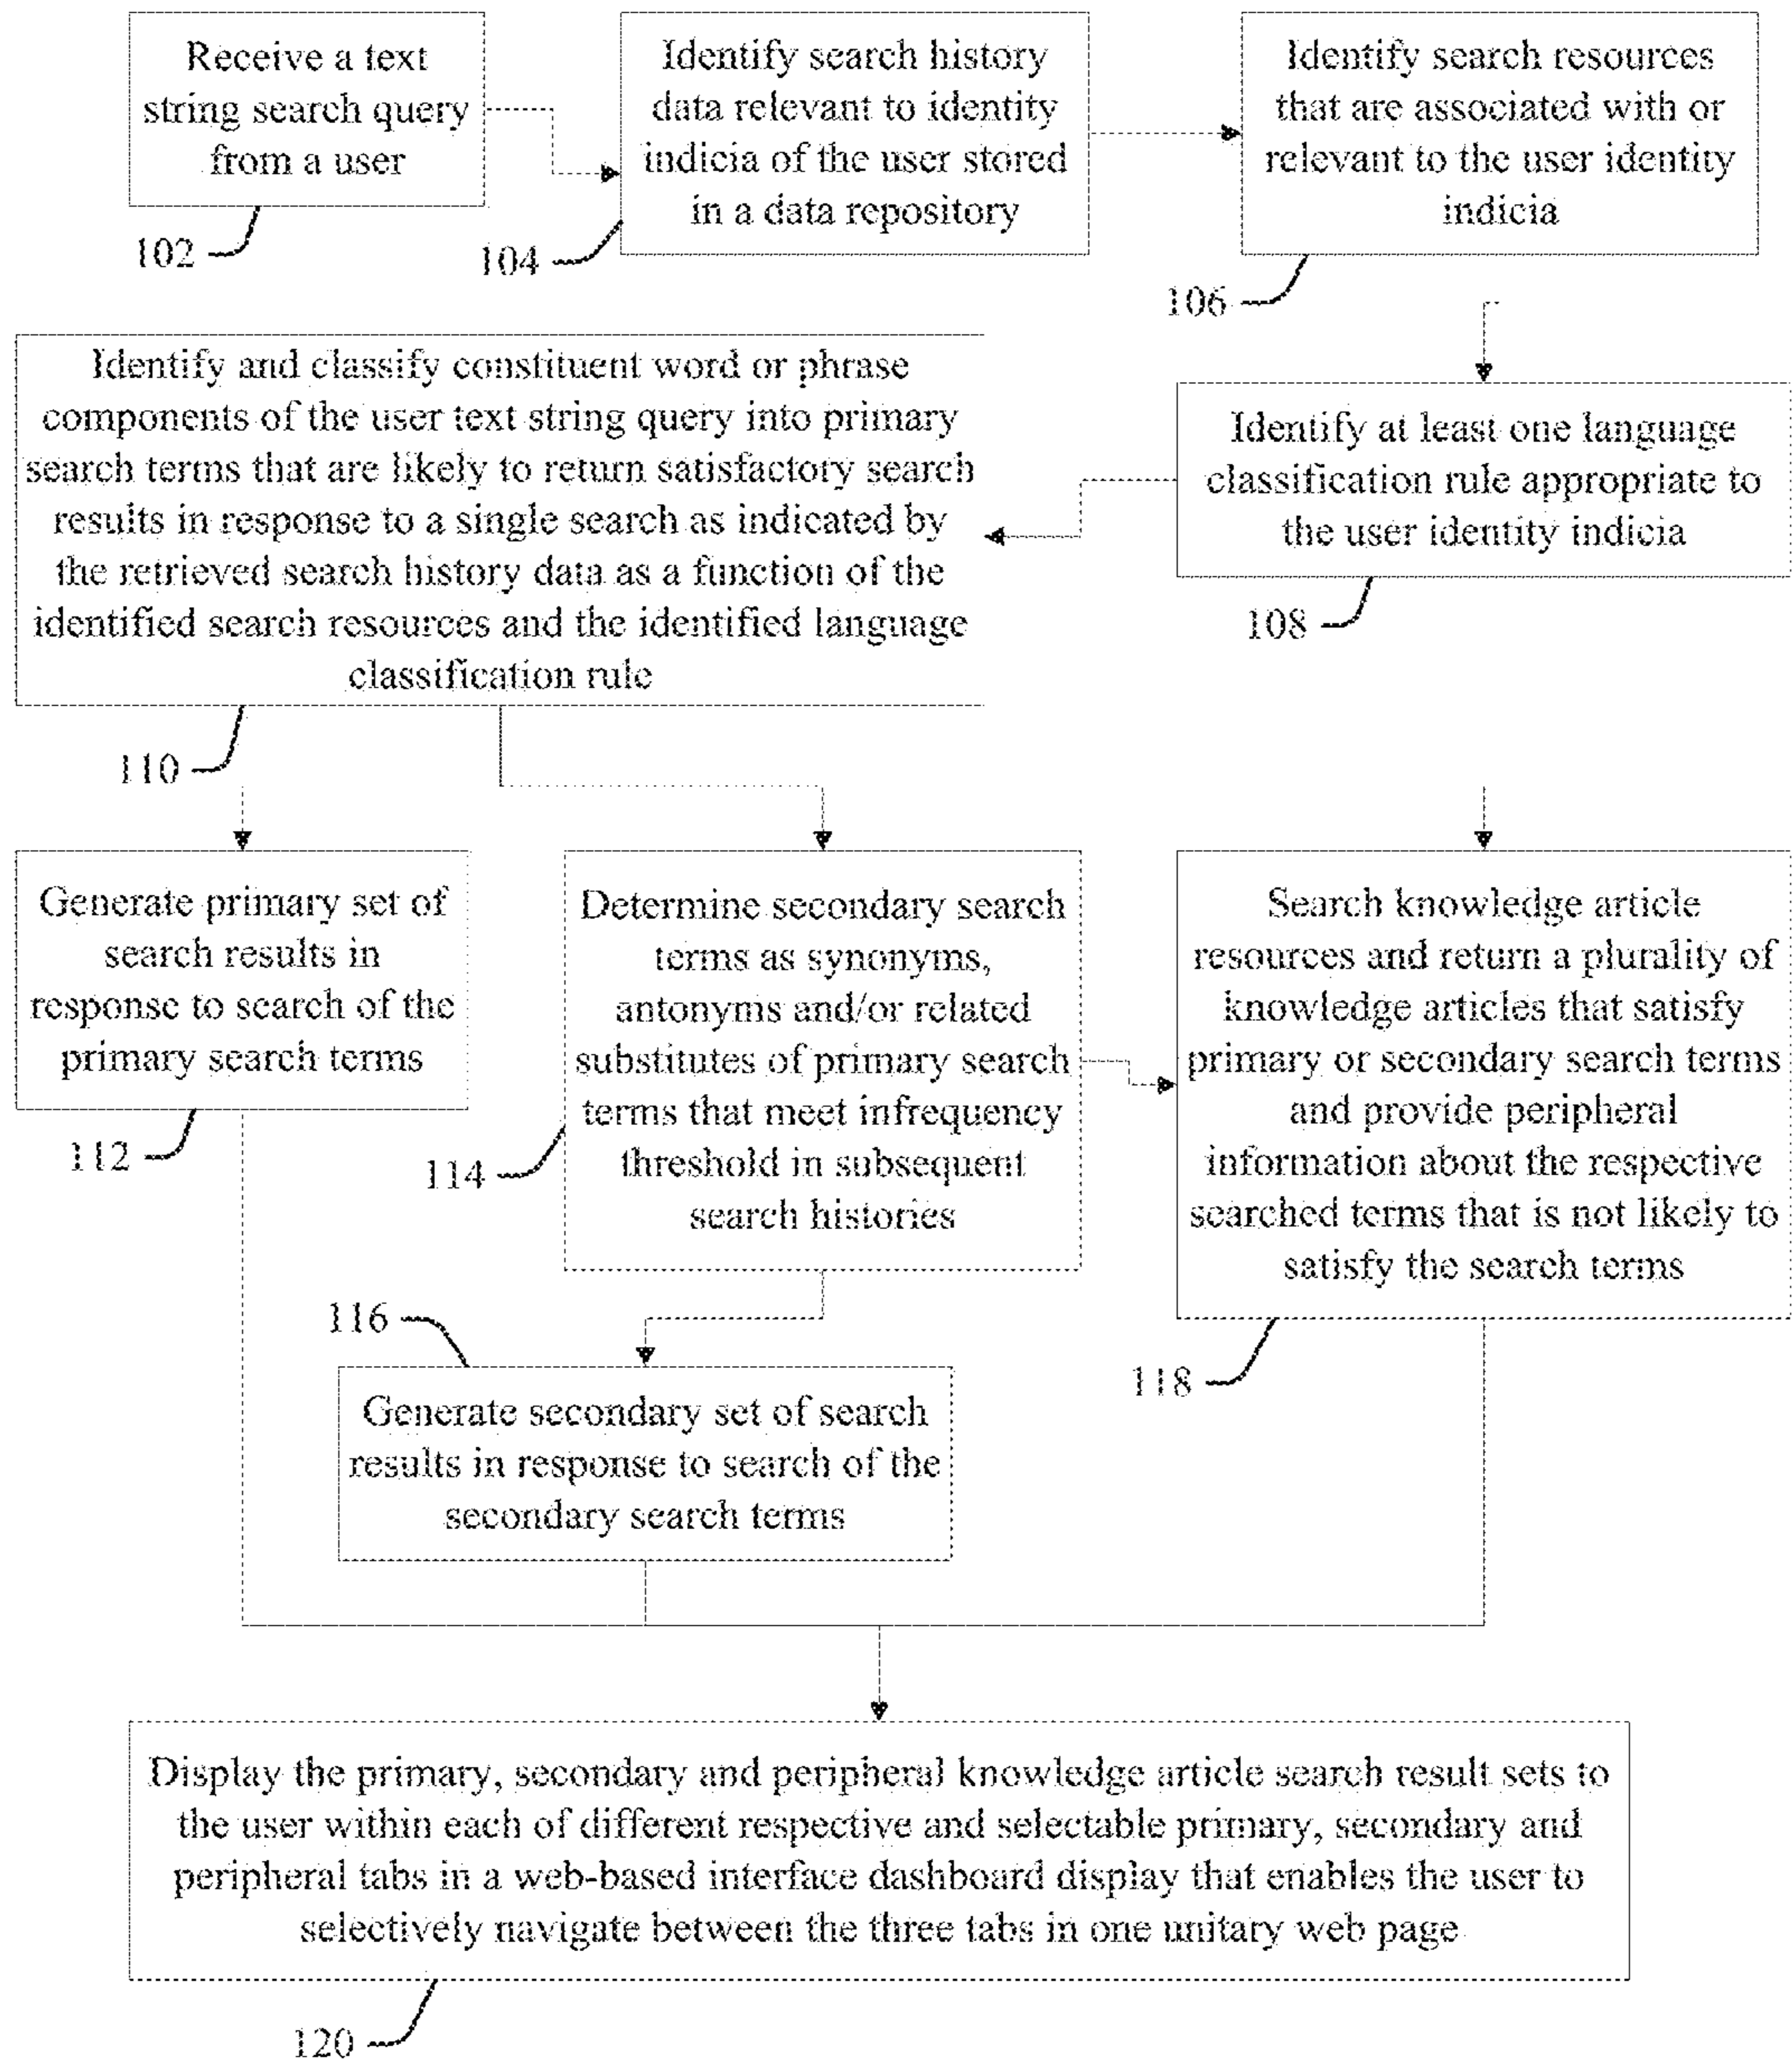 Receive a text
string search query
from a user
102
Identify search history
data relevant to identity
indicia of the user stored
in a data repository
104
Identify search resources
that are associated with or
relevant to the user identity
indicia
106
Identify at least one language
classification rule appropriate to
the user identity indicia
108
Identify and classify constituent word or phrase
components of the user text string query into primary
search terms that are likely to return satisfactory search
results in response to a single search as indicated by
the retrieved search history data as a function of the
identified search resources and the identified language
classification rule
110
Generate primary set of
search results in
response to search of the
primary search terms
112
Determine secondary search
terms as synonyms,
antonyms and/or related
substitutes of primary search
terms that meet infrequency
threshold in subsequent
search histories
114
Generate secondary set of search
results in response to search of the
secondary search terms
116
Search knowledge article
resources and return a plurality of
knowledge articles that satisfy
primary or secondary search terms
and provide peripheral
information about the respective
searched terms that is not likely to
satisfy the search terms
118
Display the primary, secondary and peripheral knowledge article search result sets to
the user within each of different respective and selectable primary, secondary and
peripheral tabs in a web-based interface dashboard display that enables the user to
selectively navigate between the three tabs in one unitary web page
120